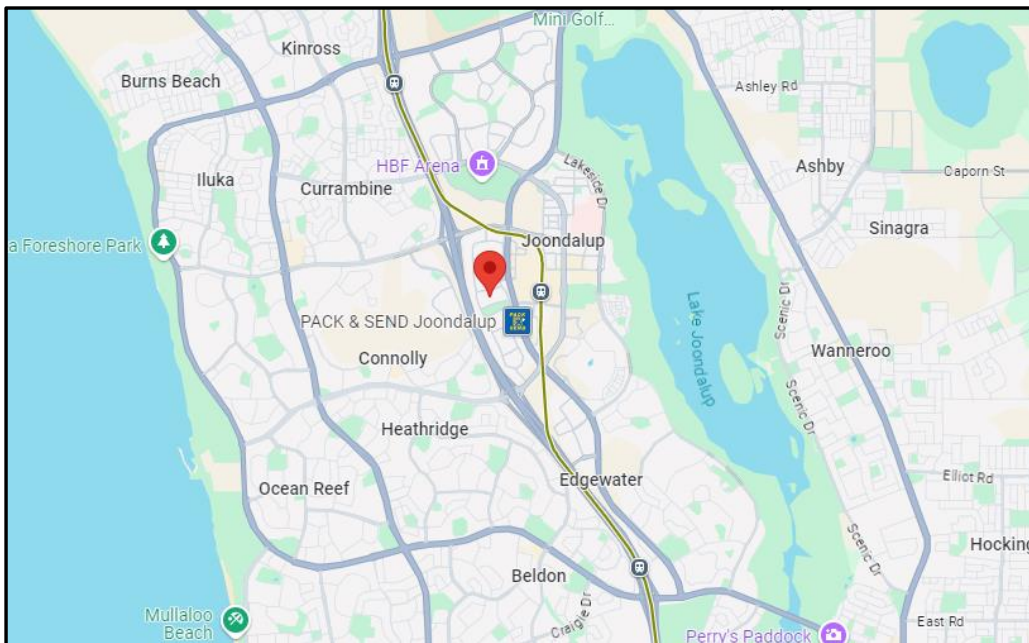 Mini Golf...
Kinross
Burns Beach
Ashley Rd
HBF Arena
Lakeside Dr
Ashby
Caporn St
Iluka
Currambine
Sinagra
a Foreshore Park
Joondalup
Scenic Dr
PACK & SEND Joondalup
PACK
&
SEND
Lake Joondalup
Wanneroo
Connolly
Scenic Dr
Heathridge
Edgewater
Elliot Rd
Ocean Reef
Scenic Dr
Hocking
Beldon
Mullaloo
Beach
Craigie Dr
Perry's Paddock
East Rd